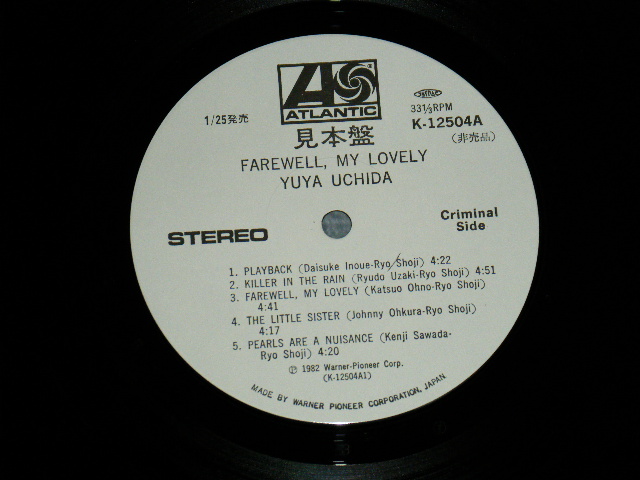 ATLANTIC
1/25発売
見本盤
33⅓RPM
K-12504A
(非売品)
FAREWELL, MY LOVELY
YUYA UCHIDA
STEREO
Criminal
Side
1. PLAYBACK (Daisuke Inoue-Ryo Shoji) 4:22
2. KILLER IN THE RAIN (Ryudo Uzaki-Ryo Shoji) 4:51
3. FAREWELL, MY LOVELY (Katsuo Ohno-Ryo Shoji)
4:41
4. THE LITTLE SISTER (Johnny Ohkura-Ryo Shoji)
4:17
5. PEARLS ARE A NUISANCE (Kenji Sawada-
Ryo Shoji) 4:20
Ⓟ 1982 Warner-Pioneer Corp.
(K-12504A1)
MADE BY WARNER PIONEER CORPORATION, JAPAN